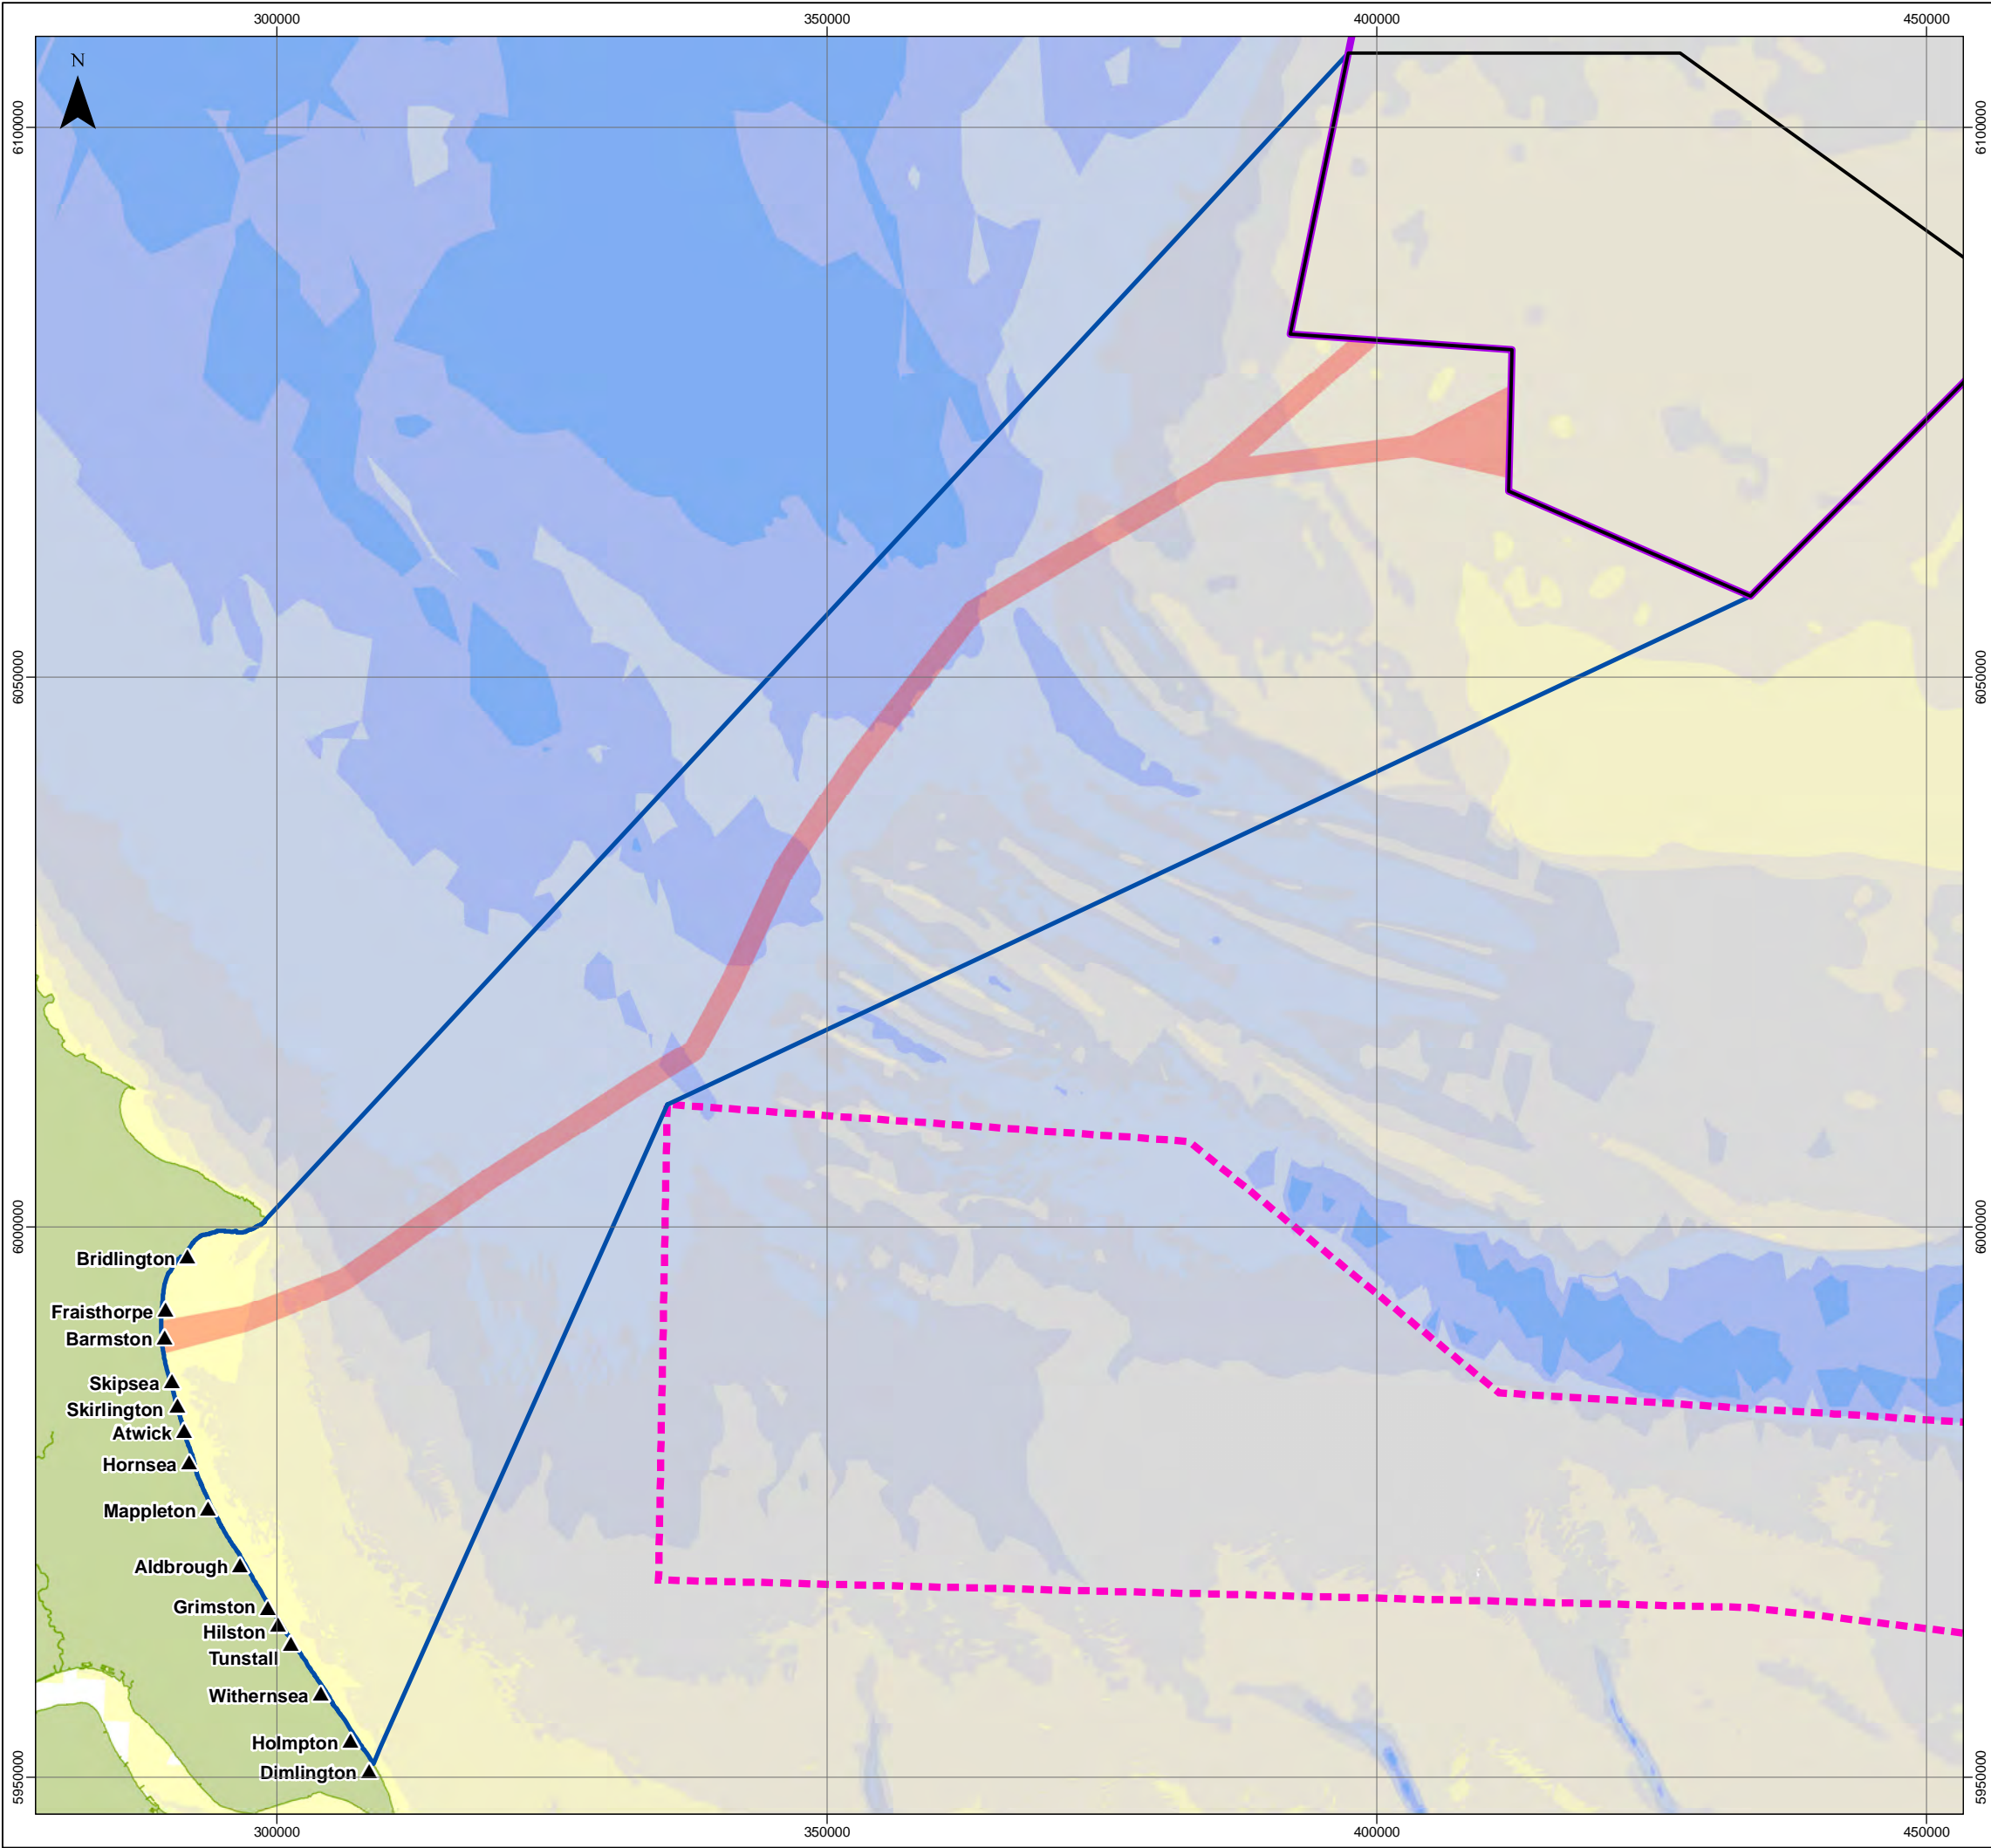 300000 350000 400000 450000
N
6100000 6100000
6050000 6050000
6000000 6000000
Bridlington
Fraisthorpe
Barmston
Skipsea
Skirlington
Atwick
Hornsea
Mappleton
Aldbrough
Grimston
Hilston
Tunstall
Withernsea
Holmpton
Dimlington
5950000 5950000
300000 350000 400000 450000